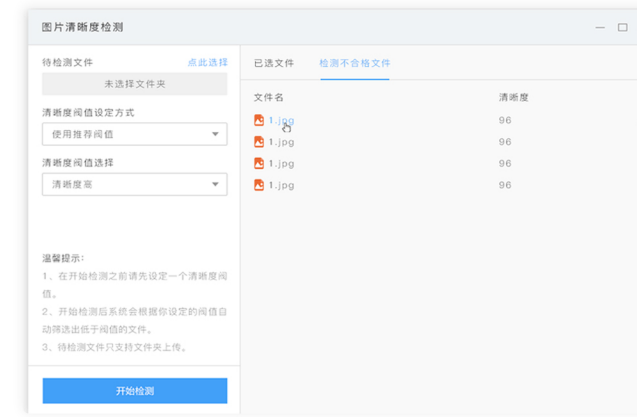 图片清晰度检测
待检测文件 点此选择
未选择文件夹
清晰度阀值设定方式
使用推荐阀值
清晰度阀值选择
清晰度高
温馨提示：
1、在开始检测之前请先设定一个清晰度阀
值。
2、开始检测后系统会根据你设定的阀值自
动筛选出低于阀值的文件。
3、待检测文件只支持文件夹上传。
开始检测
已选文件 检测不合格文件
文件名 清晰度
1.jpg 96
1.jpg 96
1.jpg 96
1.jpg 96